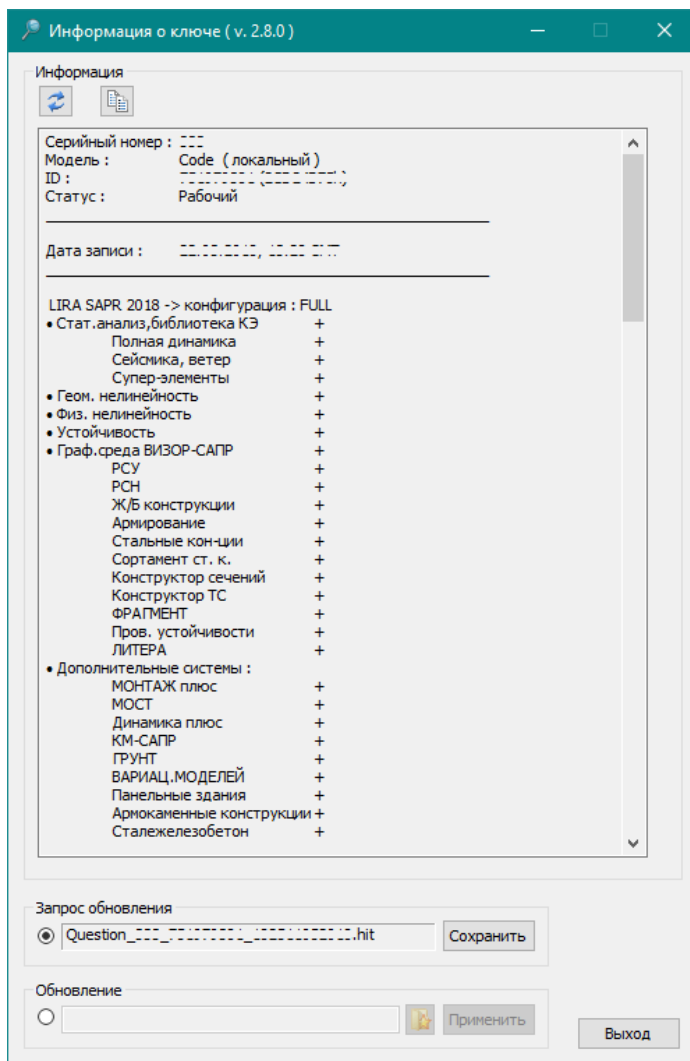 Информация о ключе ( v. 2.8.0 )
Информация
Серийный номер :
Модель : Code ( локальный )
ID :
Статус : Рабочий
Дата записи :
LIRA SAPR 2018 -> конфигурация : FULL
• Стат.анализ,библиотека КЭ +
Полная динамика +
Сейсмика, ветер +
Супер-элементы +
• Геом. нелинейность +
• Физ. нелинейность +
• Устойчивость +
• Граф.среда ВИЗОР-САПР +
РСУ +
РСН +
Ж/Б конструкции +
Армирование +
Стальные кон-ции +
Сортамент ст. к. +
Конструктор сечений +
Конструктор ТС +
ФРАГМЕНТ +
Пров. устойчивости +
ЛИТЕРА +
• Дополнительные системы :
МОНТАЖ плюс +
МОСТ +
Динамика плюс +
КМ-САПР +
ГРУНТ +
ВАРИАЦ.МОДЕЛЕЙ +
Панельные здания +
Армокаменные конструкции +
Сталежелезобетон +
Запрос обновления
Сохранить
Обновление
Применить
Выход